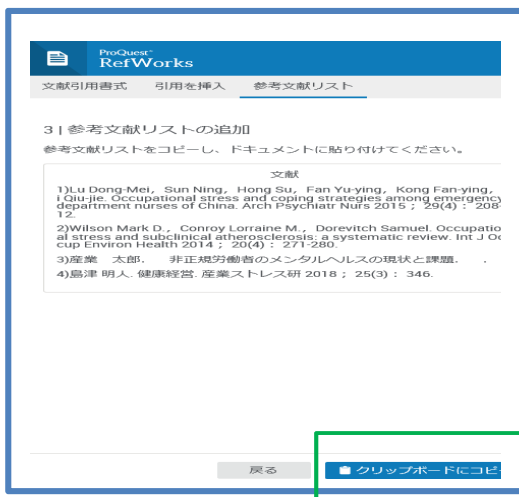 ProQuest
RefWorks
文献引用書式 引用を挿入 参考文献リスト
3 | 参考文献リストの追加
参考文献リストをコピーし、ドキュメントに貼り付けてください。
文献
1)Lu Dong-Mei, Sun Ning, Hong Su, Fan Yu-ying, Kong Fan-ying,
i Qiu-jie. Occupational stress and coping strategies among emergency
department nurses of China. Arch Psychiatr Nurs 2015 ; 29(4) : 208-
12.
2)Wilson Mark D., Conroy Lorraine M., Dorevitch Samuel. Occupatio
al stress and subclinical atherosclerosis: a systematic review. Int J Oc
cup Environ Health 2014 ; 20(4) : 271-280.
3)産業 太郎. 非正規労働者のメンタルヘルスの現状と課題. .
4)島津 明人. 健康経営. 産業ストレス研 2018 ; 25(3) : 346.
戻る クリップボードにコピー